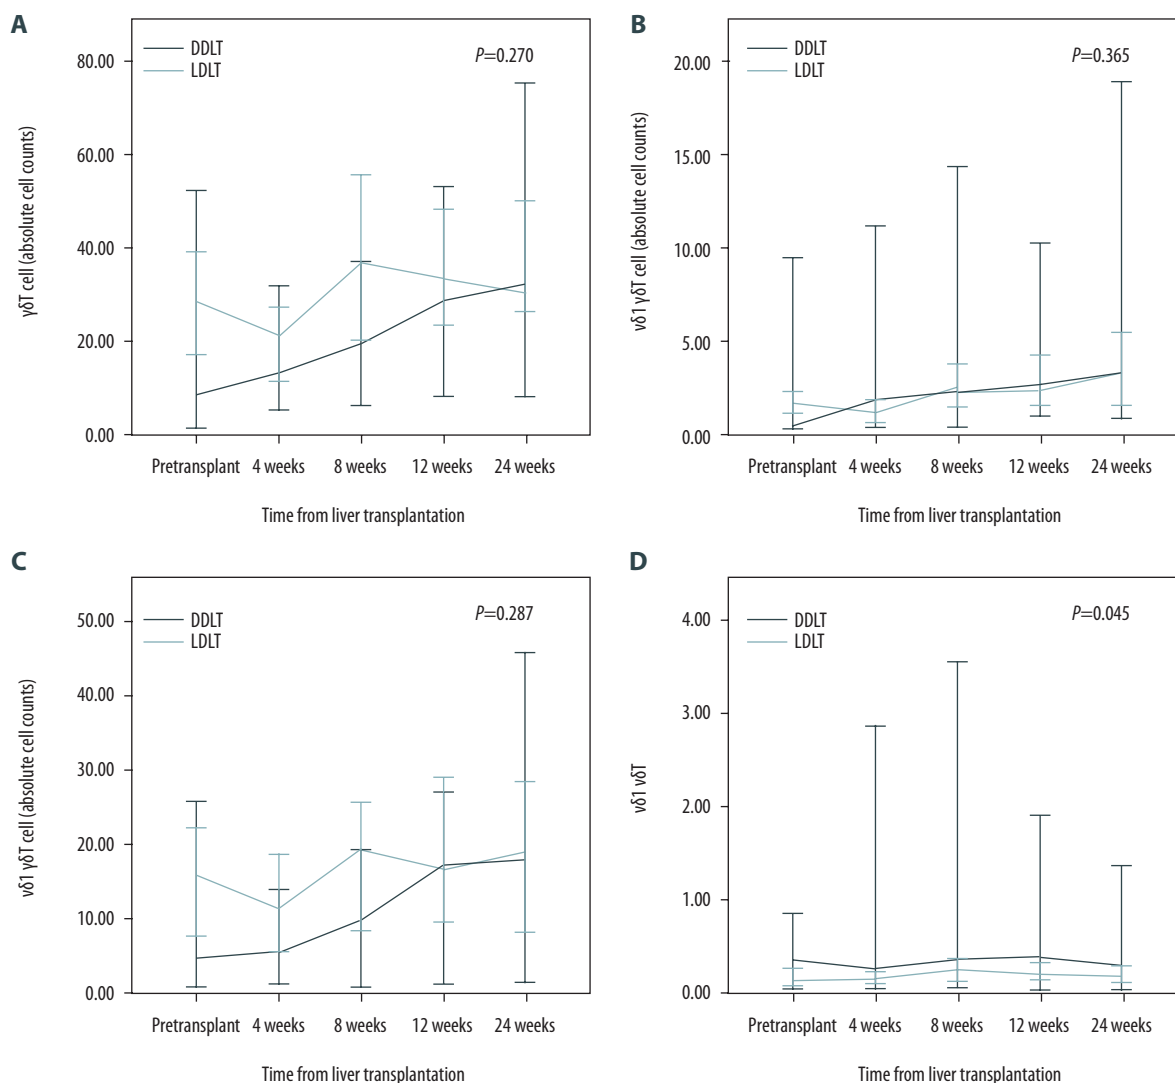 A
DDLT
LDLT
P=0.270
80.00
60.00
40.00
20.00
0.00
γδT cell (absolute cell counts)
Pretransplant 4 weeks 8 weeks 12 weeks 24 weeks
Time from liver transplantation
B
DDLT
LDLT
P=0.365
20.00
15.00
10.00
5.00
0.00
vδ1 γδT cell (absolute cell counts)
Pretransplant 4 weeks 8 weeks 12 weeks 24 weeks
Time from liver transplantation
C
DDLT
LDLT
P=0.287
50.00
40.00
30.00
20.00
10.00
0.00
vδ1 γδT cell (absolute cell counts)
Pretransplant 4 weeks 8 weeks 12 weeks 24 weeks
Time from liver transplantation
D
DDLT
LDLT
P=0.045
4.00
3.00
2.00
1.00
0.00
vδ1 vδT
Pretransplant 4 weeks 8 weeks 12 weeks 24 weeks
Time from liver transplantation